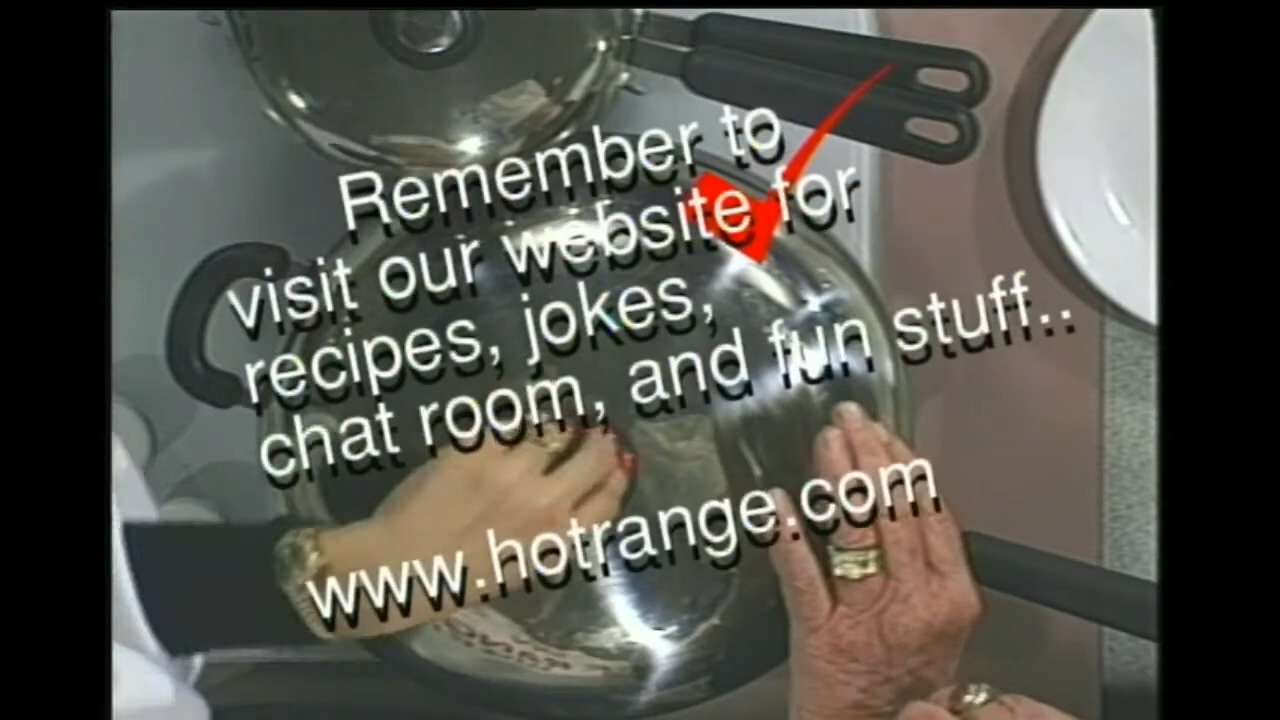 Remember to
visit our website for
recipes, jokes,
chat room, and fun stuff..
www.hotrange.com